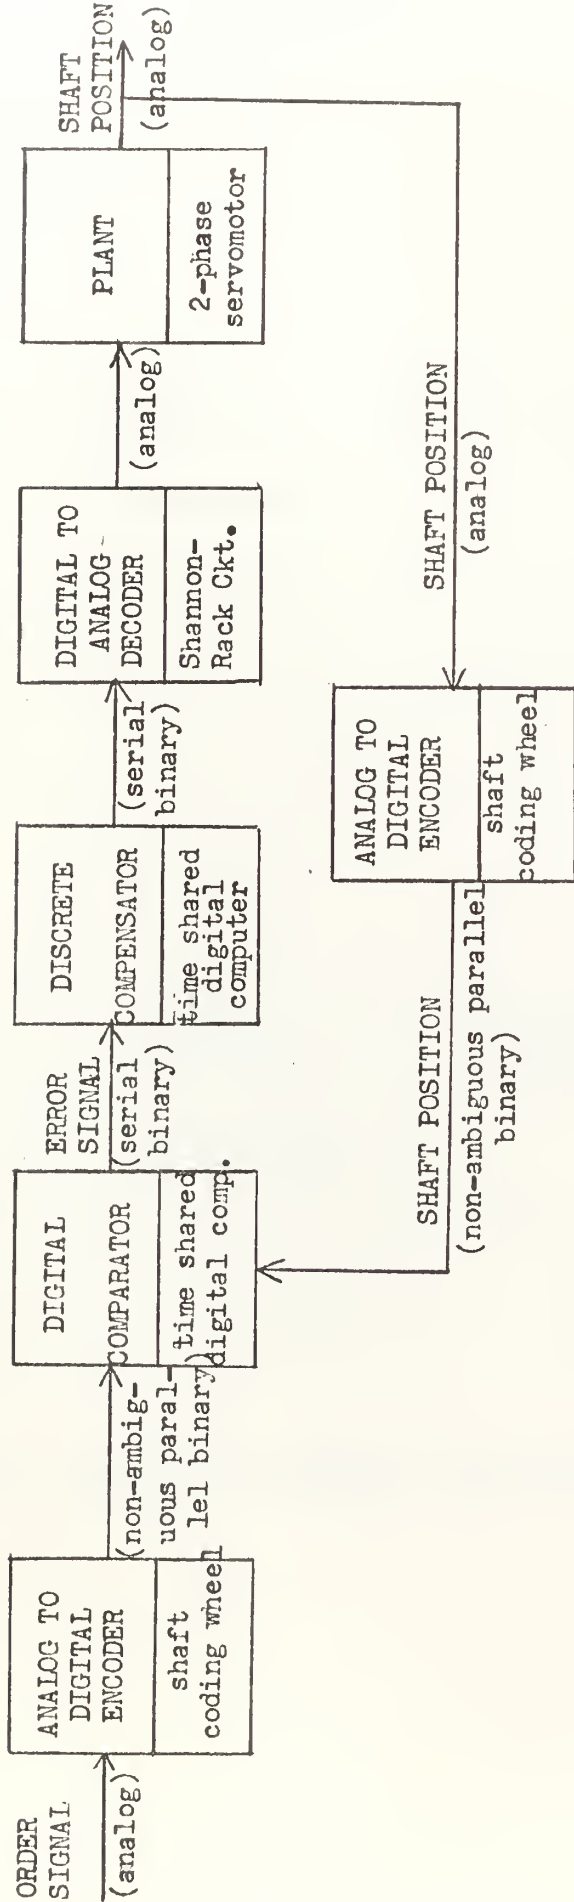 ORDER
SIGNAL
(analog)
ANALOG TO
DIGITAL
ENCODER
shaft
coding wheel
(non-ambig-
uous paral-
lel binary)
DIGITAL
COMPARATOR
time shared
digital comp.
ERROR
SIGNAL
(serial
binary)
DISCRETE
COMPENSATOR
time shared
digital
computer
(serial
binary)
DIGITAL TO
ANALOG
DECODER
Shannon-
Rack Ckt.
(analog)
PLANT
2-phase
servomotor
SHAFT
POSITION
(analog)
SHAFT POSITION
(analog)
ANALOG TO
DIGITAL
ENCODER
shaft
coding wheel
SHAFT POSITION
(non-ambiguous parallel
binary)